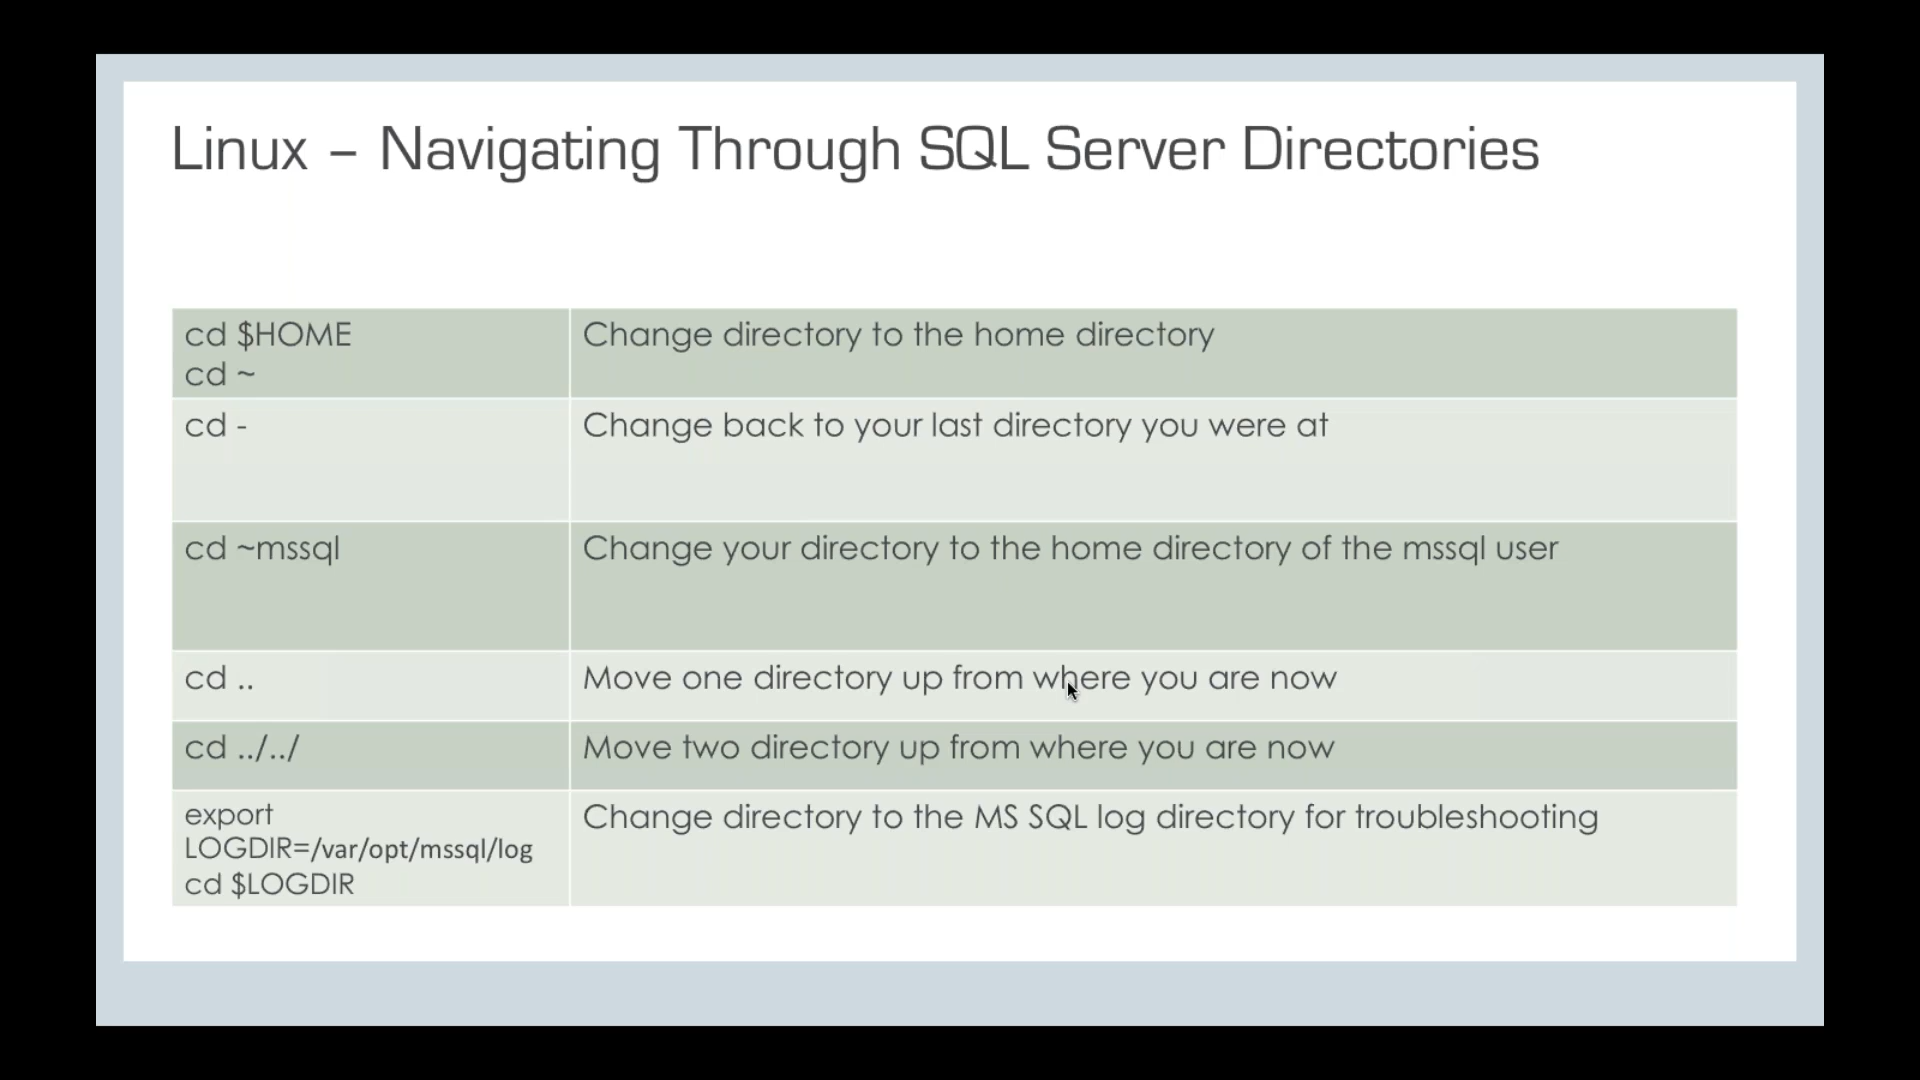 Linux – Navigating Through SQL Server Directories
cd $HOME
cd ~
Change directory to the home directory
cd -
Change back to your last directory you were at
cd ~mssql
Change your directory to the home directory of the mssql user
cd ..
Move one directory up from where you are now
cd ../../
Move two directory up from where you are now
export
LOGDIR=/var/opt/mssql/log
cd $LOGDIR
Change directory to the MS SQL log directory for troubleshooting